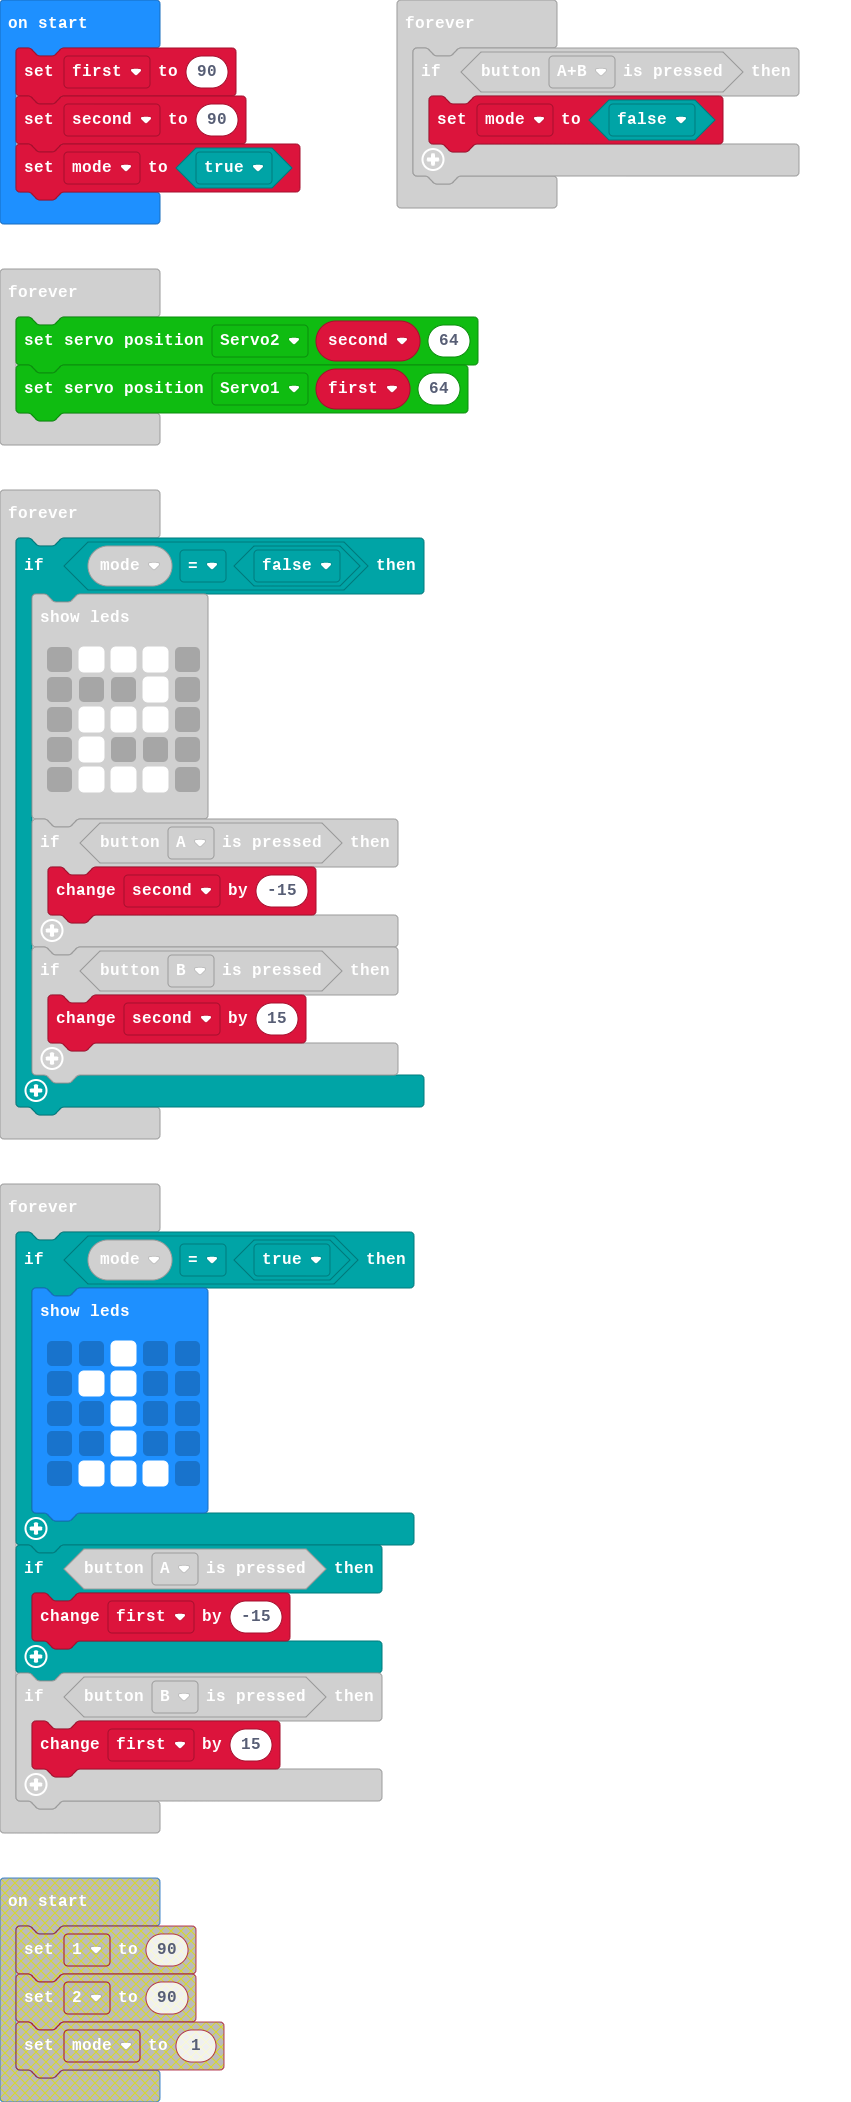 on start
set first to 90
set second to 90
set mode to true
forever
if button A+B is pressed then
set mode to false
forever
set servo position Servo2 second 64
set servo position Servo1 first 64
forever
if mode = false then
show leds
if button A is pressed then
change second by -15
if button B is pressed then
change second by 15
forever
if mode = true then
show leds
if button A is pressed then
change first by -15
if button B is pressed then
change first by 15
on start
set 1 to 90
set 2 to 90
set mode to 1